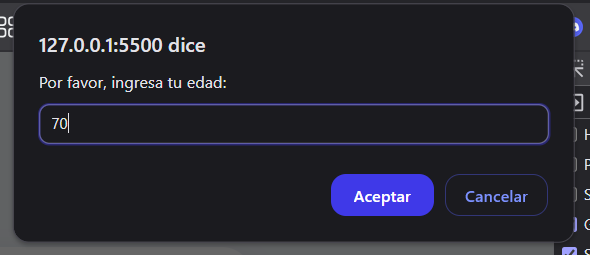 127.0.0.1:5500 dice
Por favor, ingresa tu edad:
70
Aceptar
Cancelar